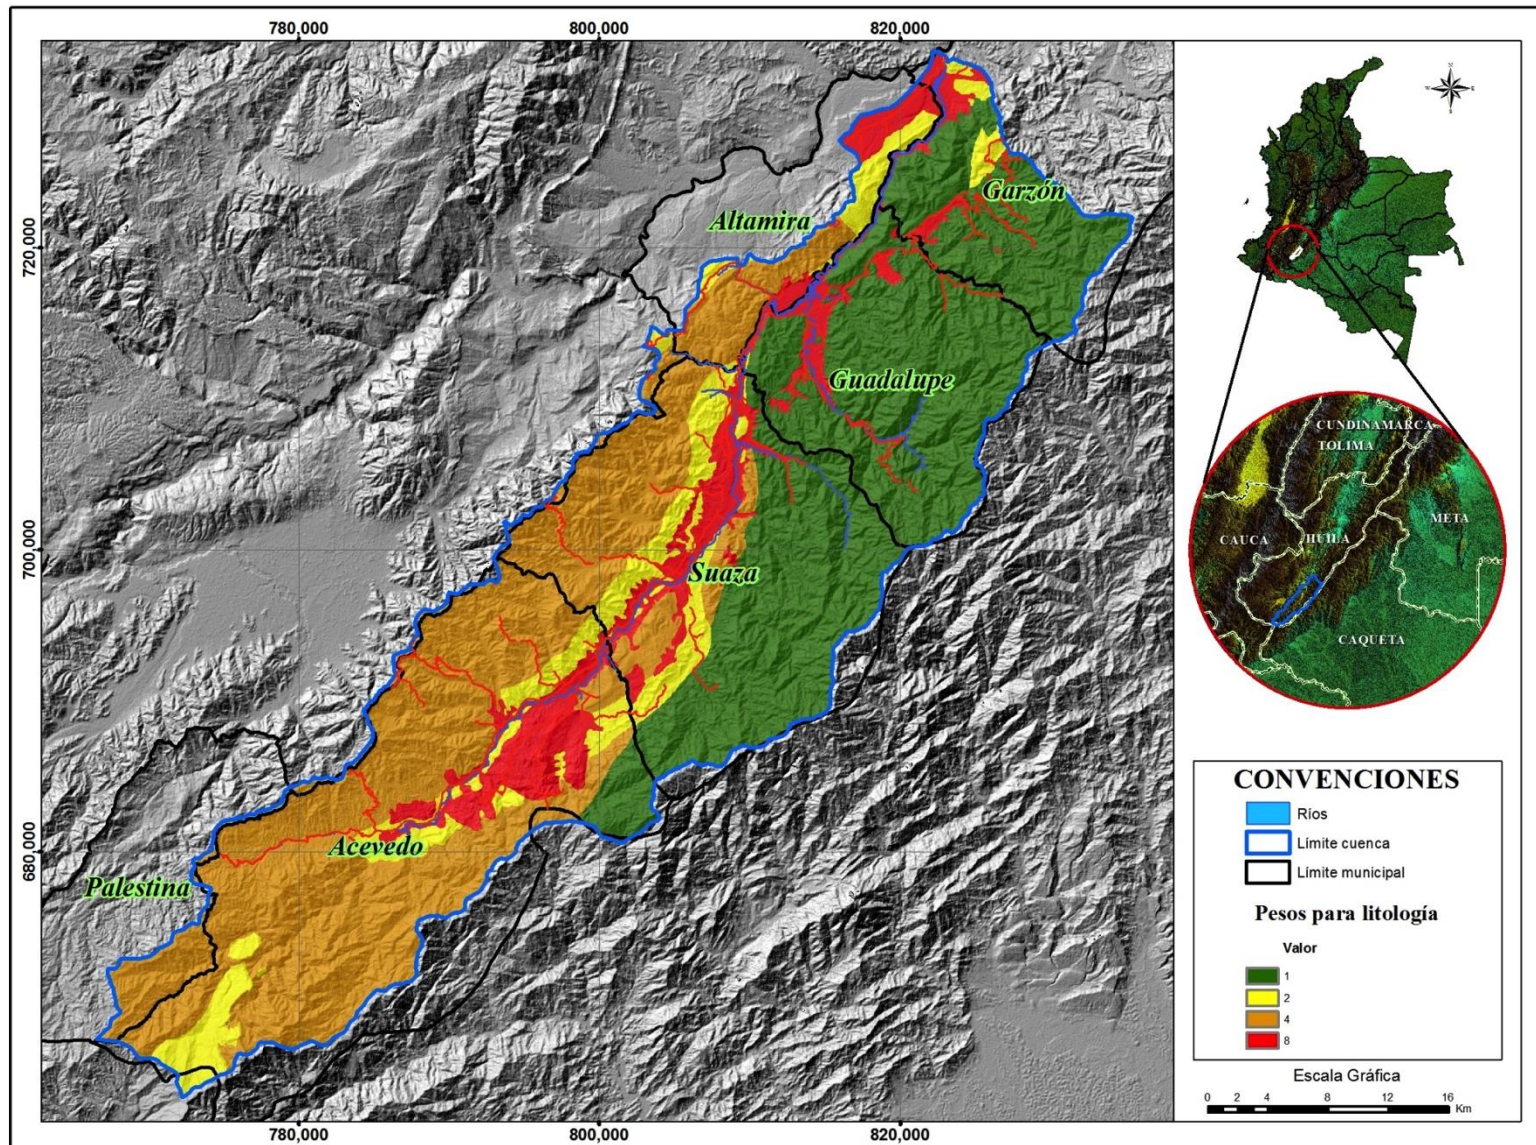 780,000
800,000
820,000
720,000
700,000
680,000
Garzón
Altamira
Guadalupe
Suaza
Acevedo
Palestina
780,000
800,000
820,000
N
W
E
S
CUNDINAMARCA
TOLIMA
META
CAUCA
HUILA
CAQUETA
CONVENCIONES
Ríos
Límite cuenca
Límite municipal
Pesos para litología
Valor
1
2
4
8
Escala Gráfica
0 2 4 8 12 16
Km